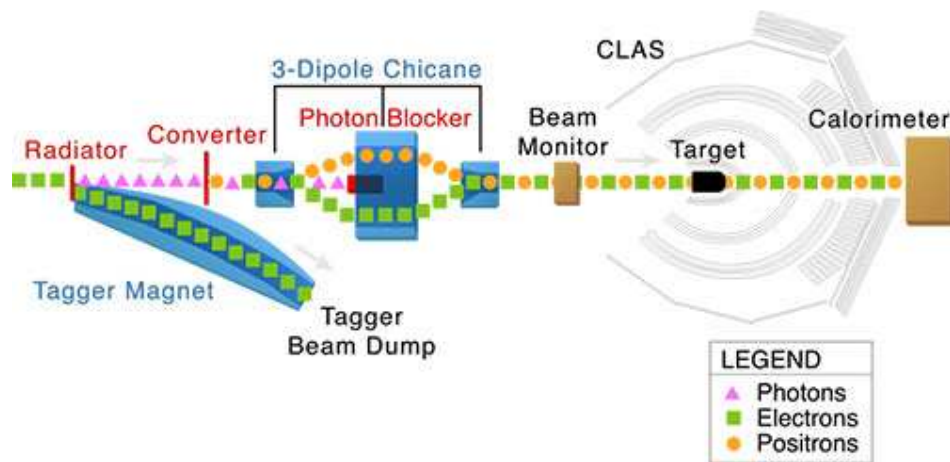 CLAS
3-Dipole Chicane
Photon Blocker
Beam
Monitor
Calorimeter
Converter
Radiator
Target
Tagger Magnet
Tagger
Beam Dump
LEGEND
Photons
Electrons
Positrons